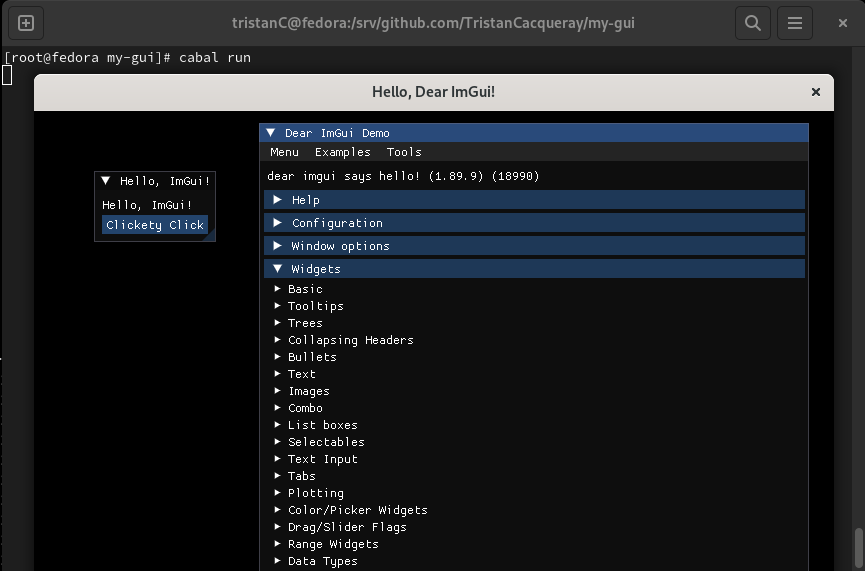 tristanC@fedora:/srv/github.com/TristanCacqueray/my-gui
[root@fedora my-gui]# cabal run
Hello, Dear ImGui!
Hello, ImGui!
Hello, ImGui!
Clickety Click
Dear ImGui Demo
Menu Examples Tools
dear imgui says hello! (1.89.9) (18990)
Help
Configuration
Window options
Widgets
Basic
Tooltips
Trees
Collapsing Headers
Bullets
Text
Images
Combo
List boxes
Selectables
Text Input
Tabs
Plotting
Color/Picker Widgets
Drag/Slider Flags
Range Widgets
Data Types